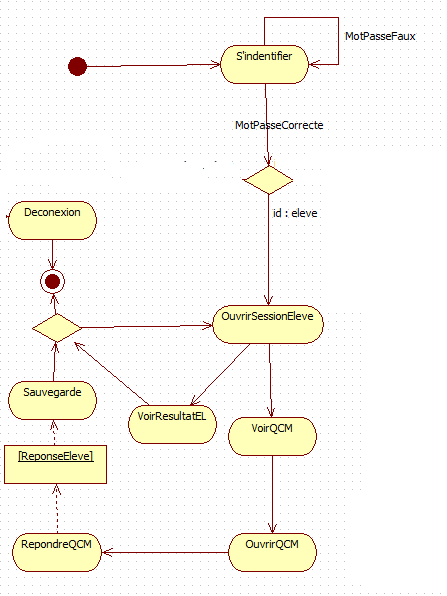 MotPasseFaux
S'indentifier
MotPasseCorrecte
id : eleve
Deconexion
OuvrirSessionEleve
Sauvegarde
VoirResultatEL
VoirQCM
[ReponseEleve]
RepondreQCM
OuvrirQCM